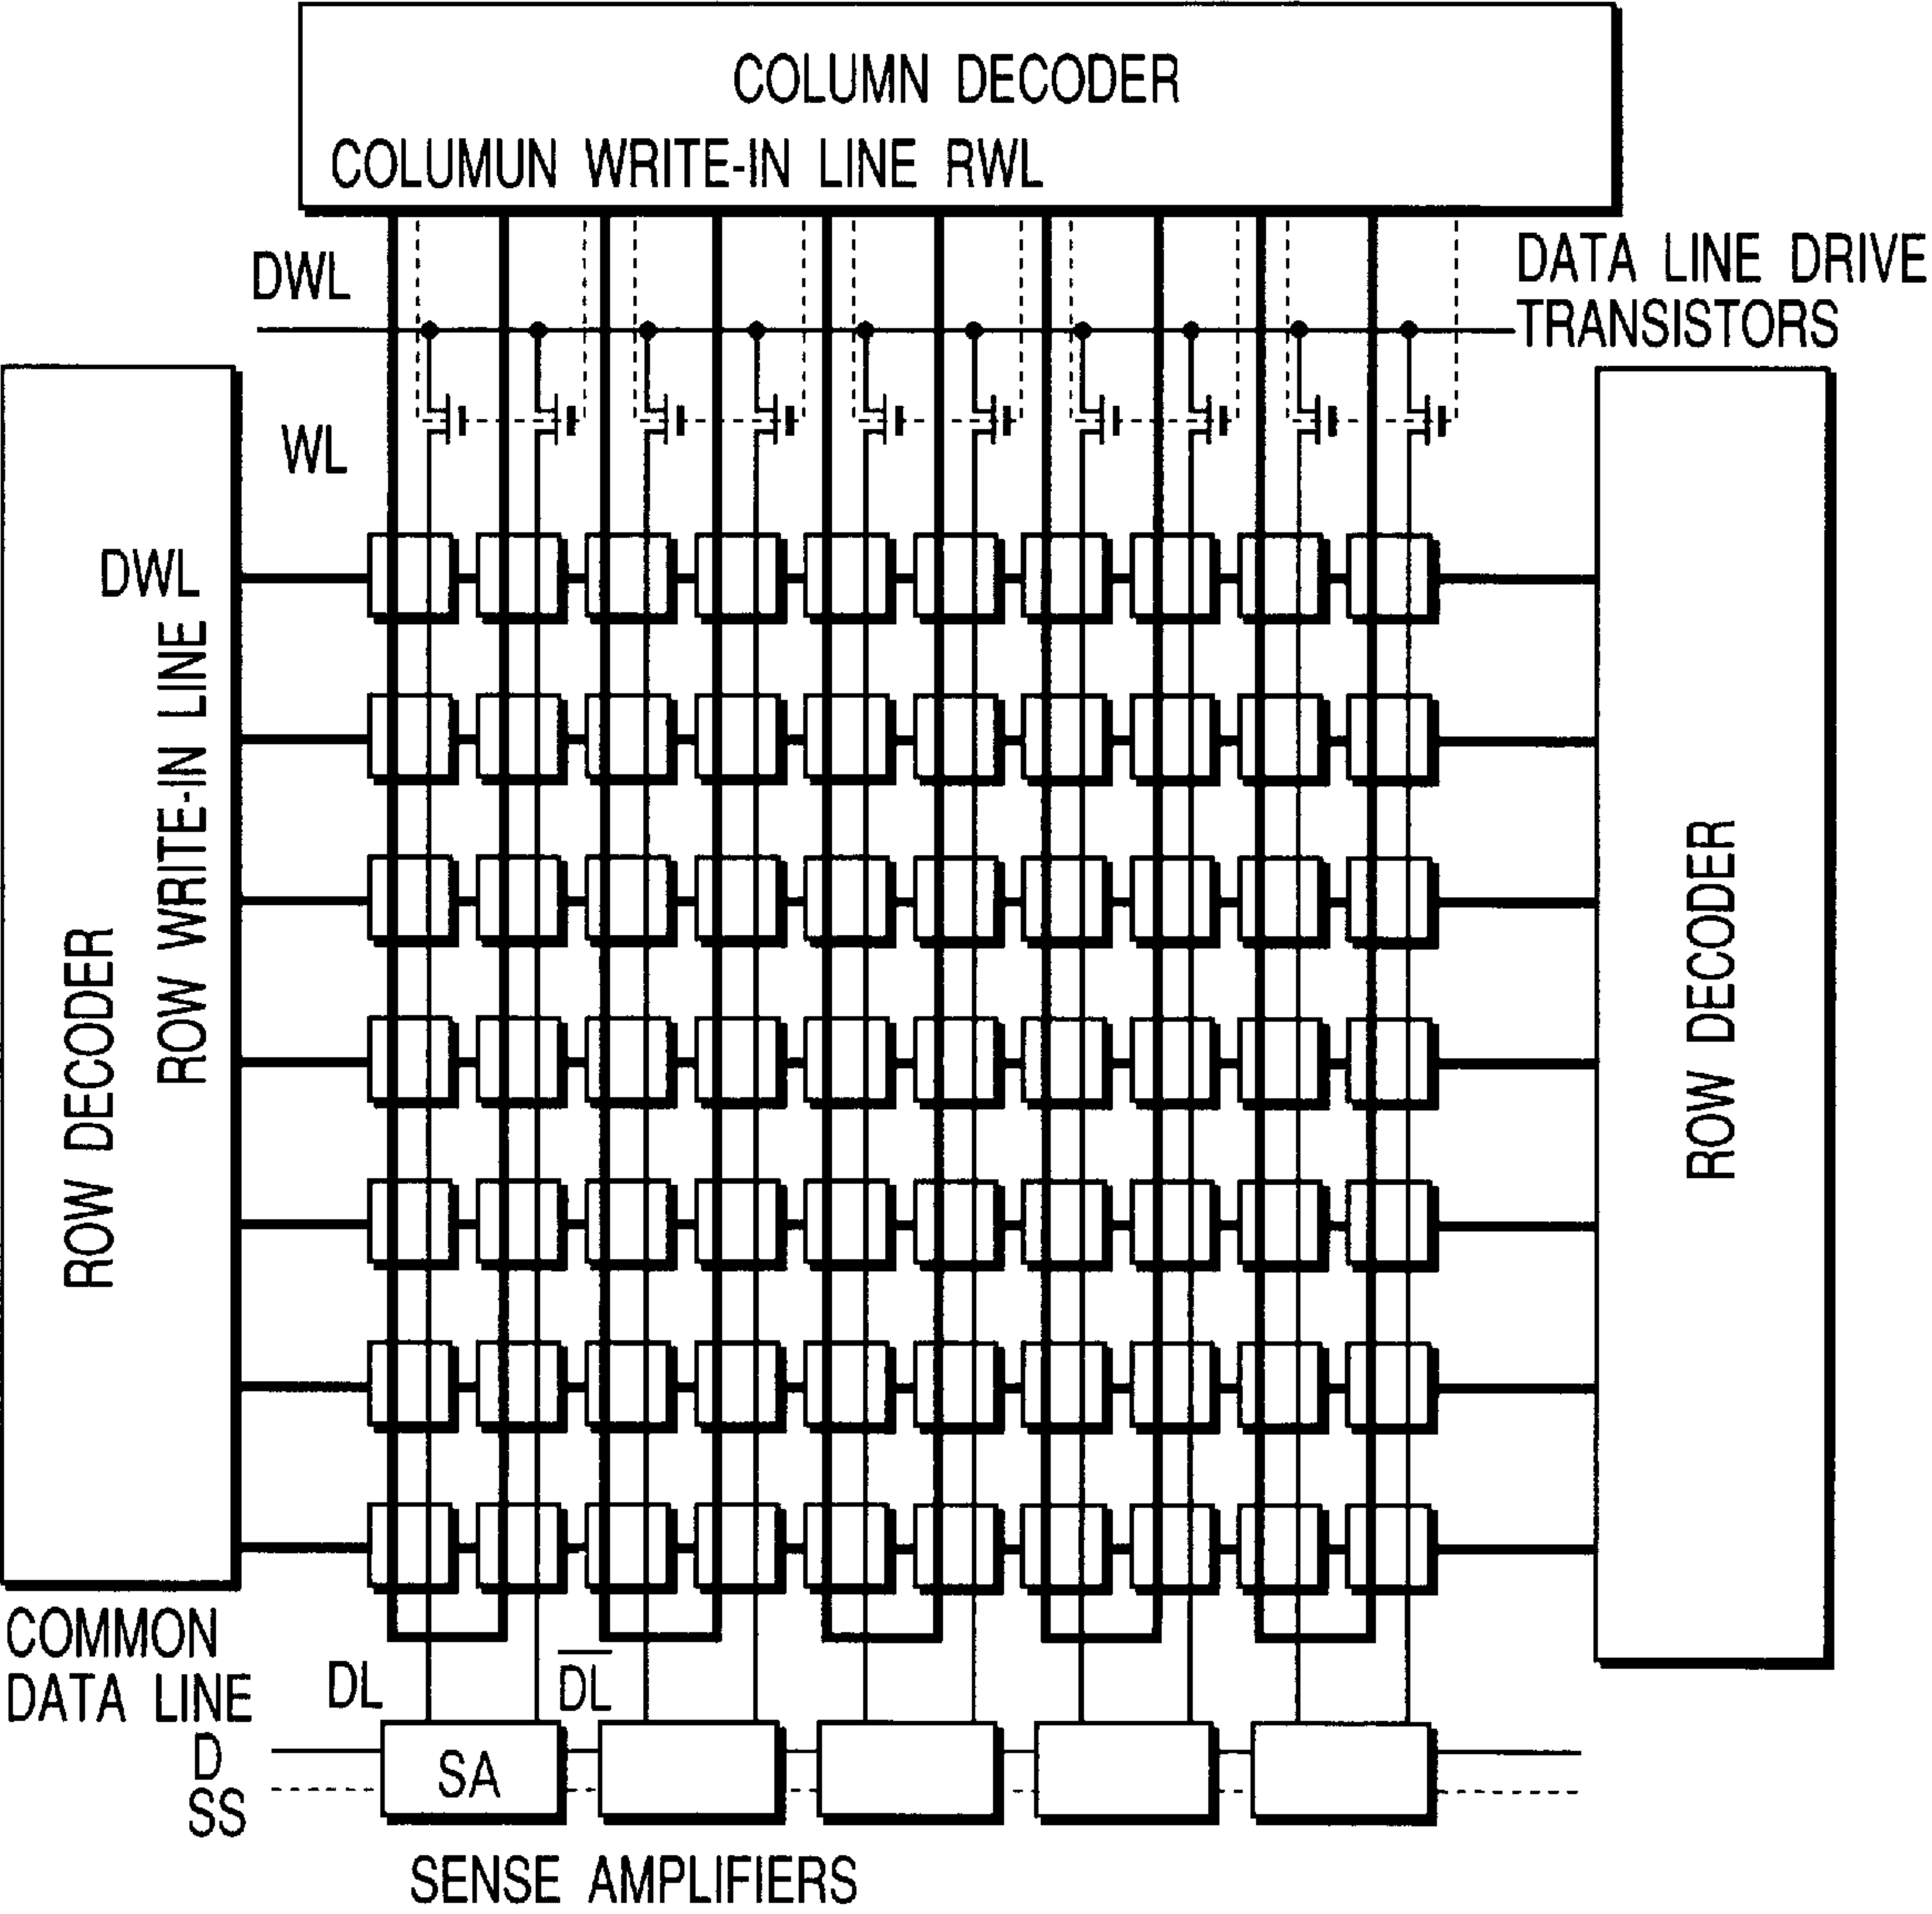 COLUMN DECODER
COLUMUN WRITE-IN LINE RWL
DWL
DATA LINE DRIVE
TRANSISTORS
WL
DWL
ROW WRITE-IN LINE
ROW DECODER
ROW DECODER
COMMON
DATA LINE
DL
D̅L̅
D
SA
SS
SENSE AMPLIFIERS